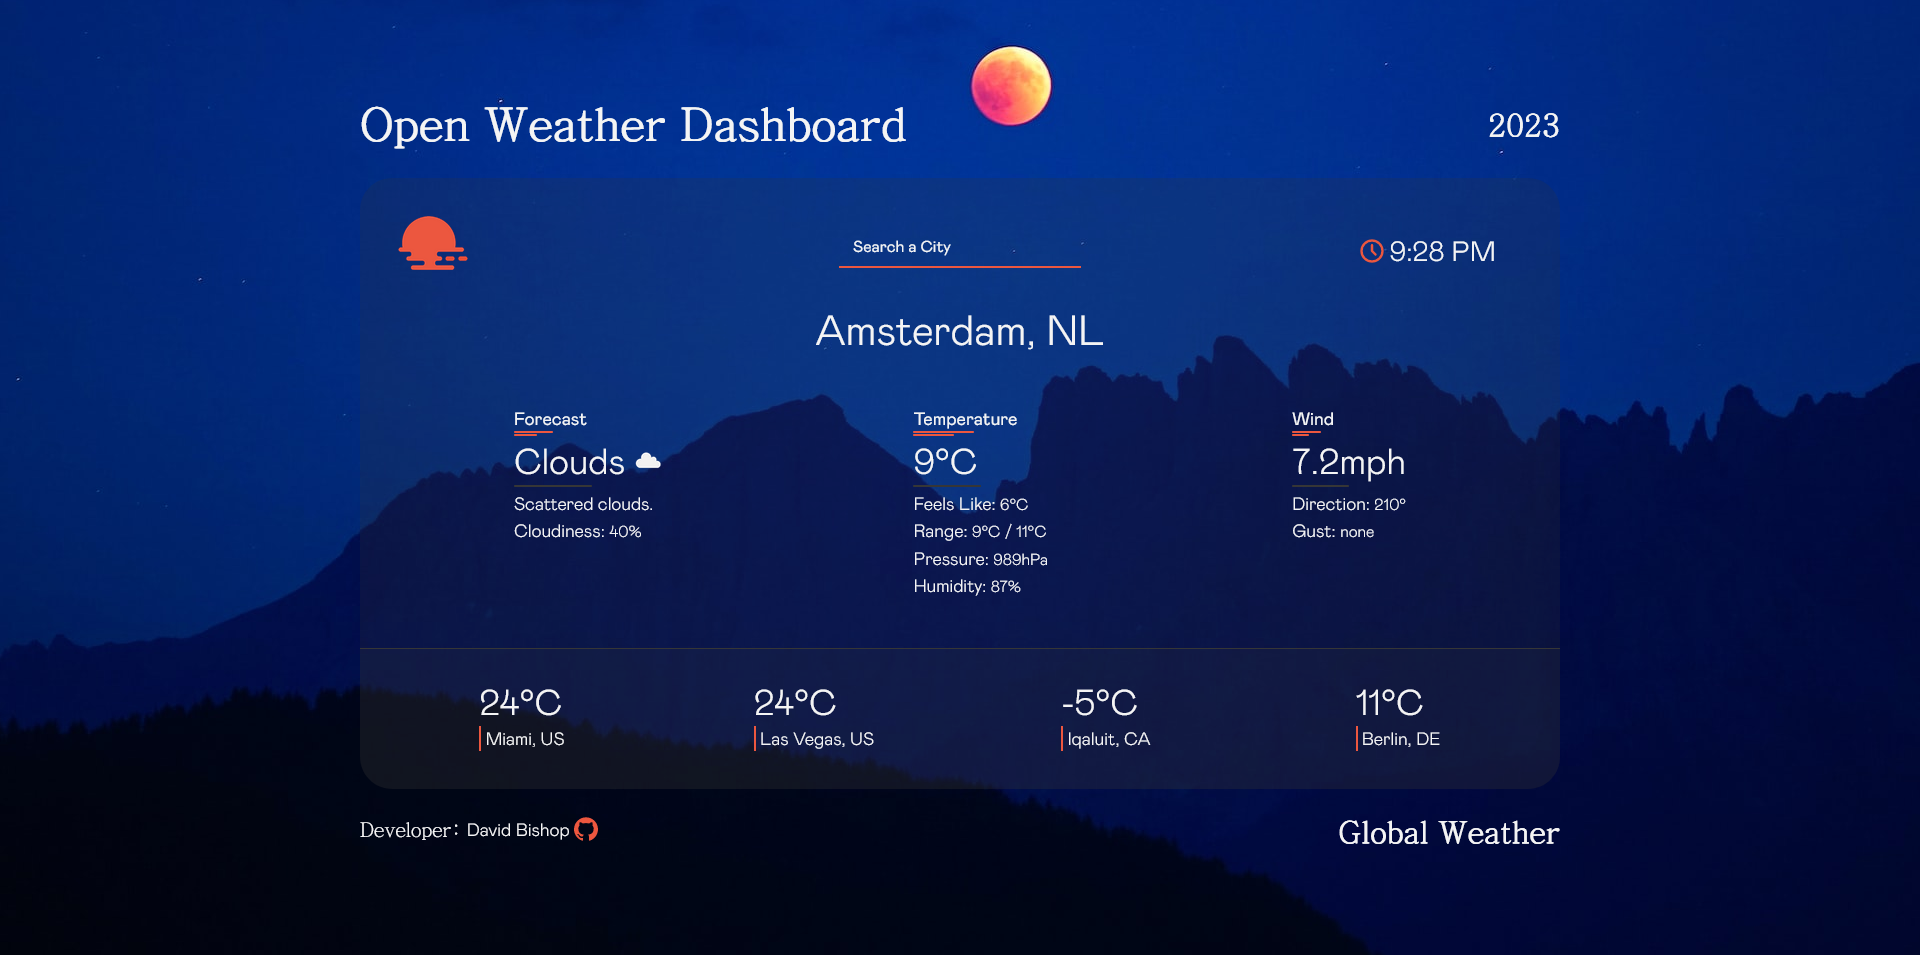 Open Weather Dashboard
2023
Search a City
9:28 PM
Amsterdam, NL
Forecast
Clouds
Scattered clouds.
Cloudiness: 40%
Temperature
9°C
Feels Like: 6°C
Range: 9°C / 11°C
Pressure: 989hPa
Humidity: 87%
Wind
7.2mph
Direction: 210°
Gust: none
24°C
Miami, US
24°C
Las Vegas, US
-5°C
Iqaluit, CA
11°C
Berlin, DE
Developer: David Bishop
Global Weather